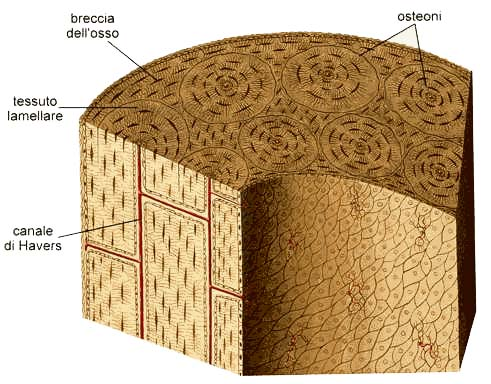 breccia
dell'osso
osteoni
tessuto
lamellare
canale
di Havers